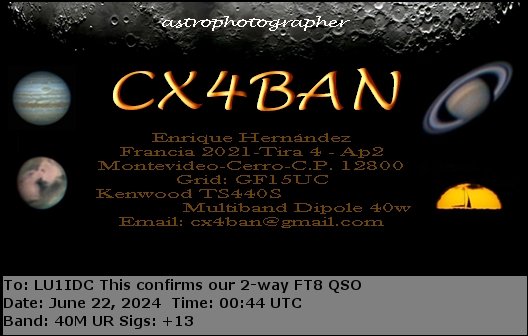 astrophotographer
CX4BAN
Enrique Hernández
Francia 2021-Tira 4 - Ap2
Montevideo-Cerro-C.P. 12800
Grid: GF15UC
Kenwood TS440S
Multiband Dipole 40w
Email: cx4ban@gmail.com
To: LU1IDC This confirms our 2-way FT8 QSO
Date: June 22, 2024 Time: 00:44 UTC
Band: 40M UR Sigs: +13